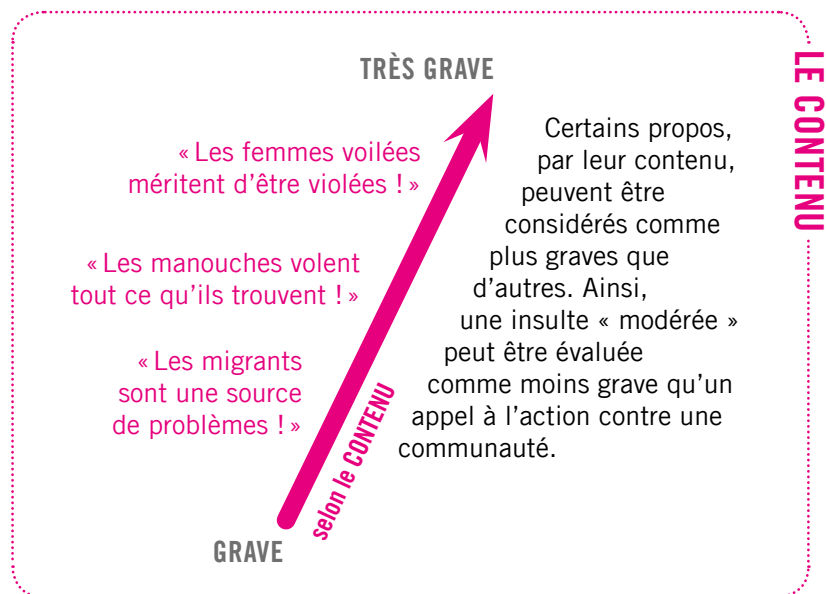 LE CONTENU
TRÈS GRAVE
« Les femmes voilées
méritent d'être violées ! »
« Les manouches volent
tout ce qu'ils trouvent ! »
« Les migrants
sont une source
de problèmes ! »
selon le CONTENU
GRAVE
Certains propos,
par leur contenu,
peuvent être
considérés comme
plus graves que
d'autres. Ainsi,
une insulte « modérée »
peut être évaluée
comme moins grave qu'un
appel à l'action contre une
communauté.